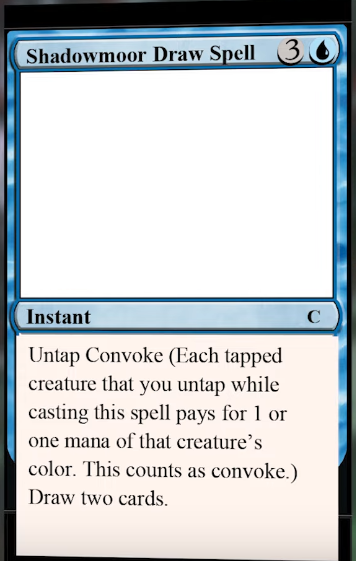 Shadowmoor Draw Spell 3
Instant C
Untap Convoke (Each tapped
creature that you untap while
casting this spell pays for 1 or
one mana of that creature's
color. This counts as convoke.)
Draw two cards.